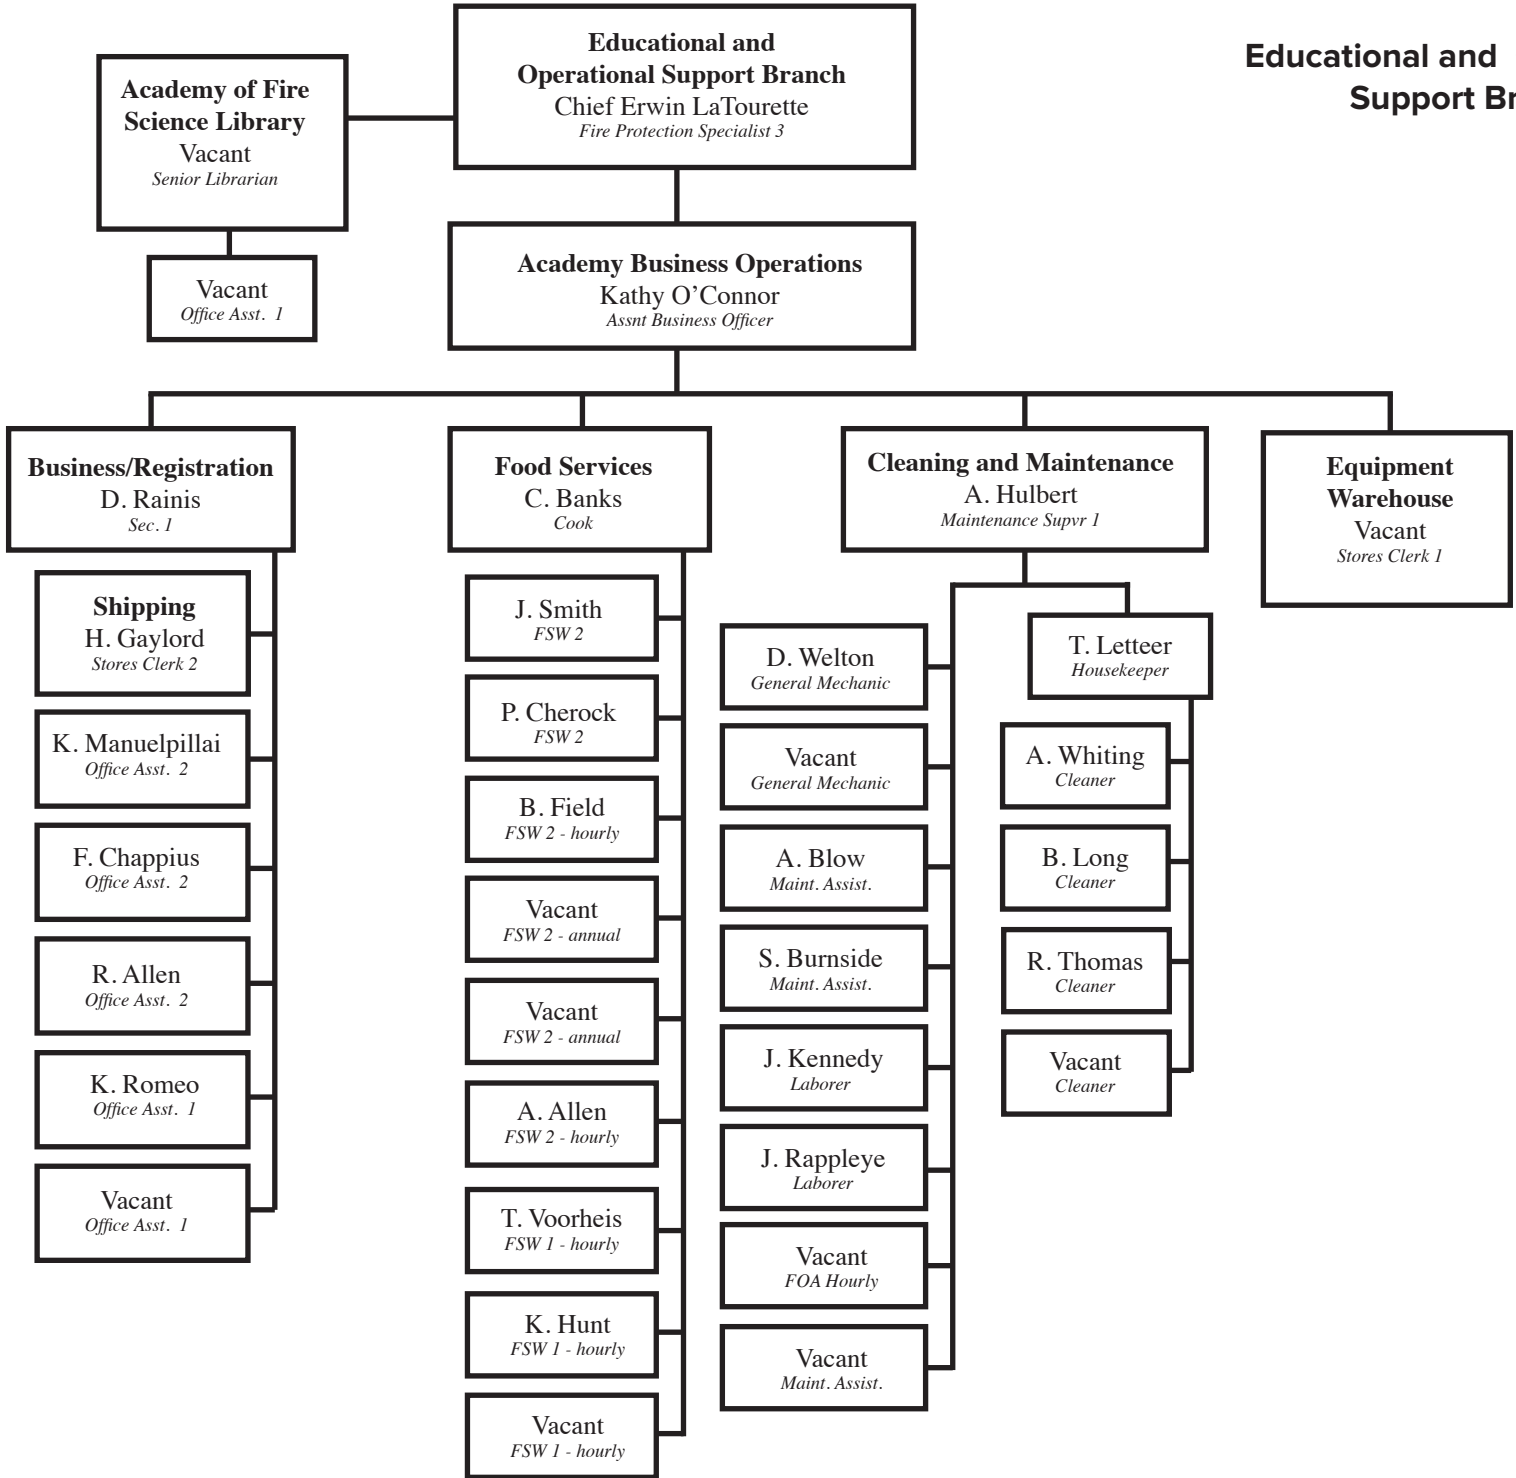 Educational and
Support Br
Educational and
Operational Support Branch
Chief Erwin LaTourette
Fire Protection Specialist 3
Academy of Fire
Science Library
Vacant
Senior Librarian
Vacant
Office Asst. 1
Academy Business Operations
Kathy O’Connor
Assnt Business Officer
Business/Registration
D. Rainis
Sec. 1
Shipping
H. Gaylord
Stores Clerk 2
K. Manuelpillai
Office Asst. 2
F. Chappius
Office Asst. 2
R. Allen
Office Asst. 2
K. Romeo
Office Asst. 1
Vacant
Office Asst. 1
Food Services
C. Banks
Cook
J. Smith
FSW 2
P. Cherock
FSW 2
B. Field
FSW 2 - hourly
Vacant
FSW 2 - annual
Vacant
FSW 2 - annual
A. Allen
FSW 2 - hourly
T. Voorheis
FSW 1 - hourly
K. Hunt
FSW 1 - hourly
Vacant
FSW 1 - hourly
Cleaning and Maintenance
A. Hulbert
Maintenance Supvr 1
D. Welton
General Mechanic
Vacant
General Mechanic
A. Blow
Maint. Assist.
S. Burnside
Maint. Assist.
J. Kennedy
Laborer
J. Rappleye
Laborer
Vacant
FOA Hourly
Vacant
Maint. Assist.
T. Letteer
Housekeeper
A. Whiting
Cleaner
B. Long
Cleaner
R. Thomas
Cleaner
Vacant
Cleaner
Equipment
Warehouse
Vacant
Stores Clerk 1